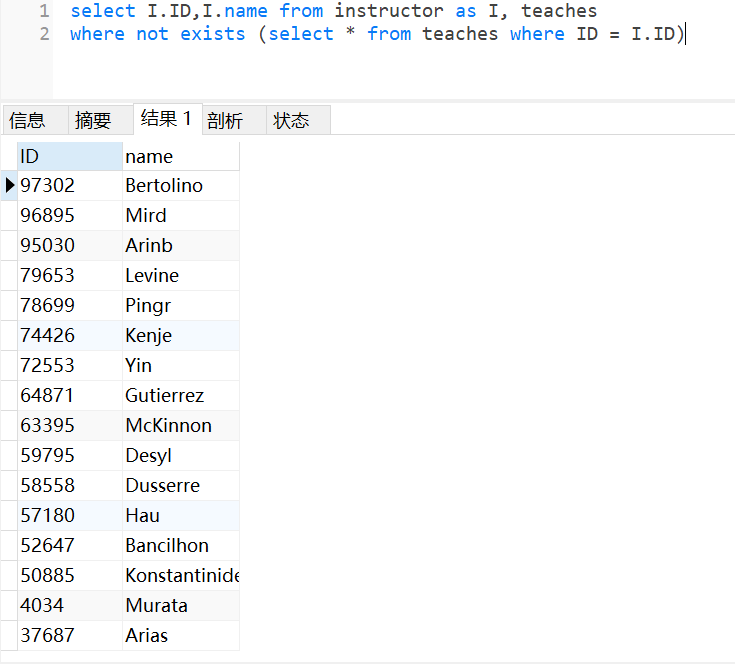 1 select I.ID,I.name from instructor as I, teaches
2 where not exists (select * from teaches where ID = I.ID)
信息 摘要 结果 1 剖析 状态
ID name
97302 Bertolino
96895 Mird
95030 Arinb
79653 Levine
78699 Pingr
74426 Kenje
72553 Yin
64871 Gutierrez
63395 McKinnon
59795 Desyl
58558 Dusserre
57180 Hau
52647 Bancilhon
50885 Konstantinide
4034 Murata
37687 Arias